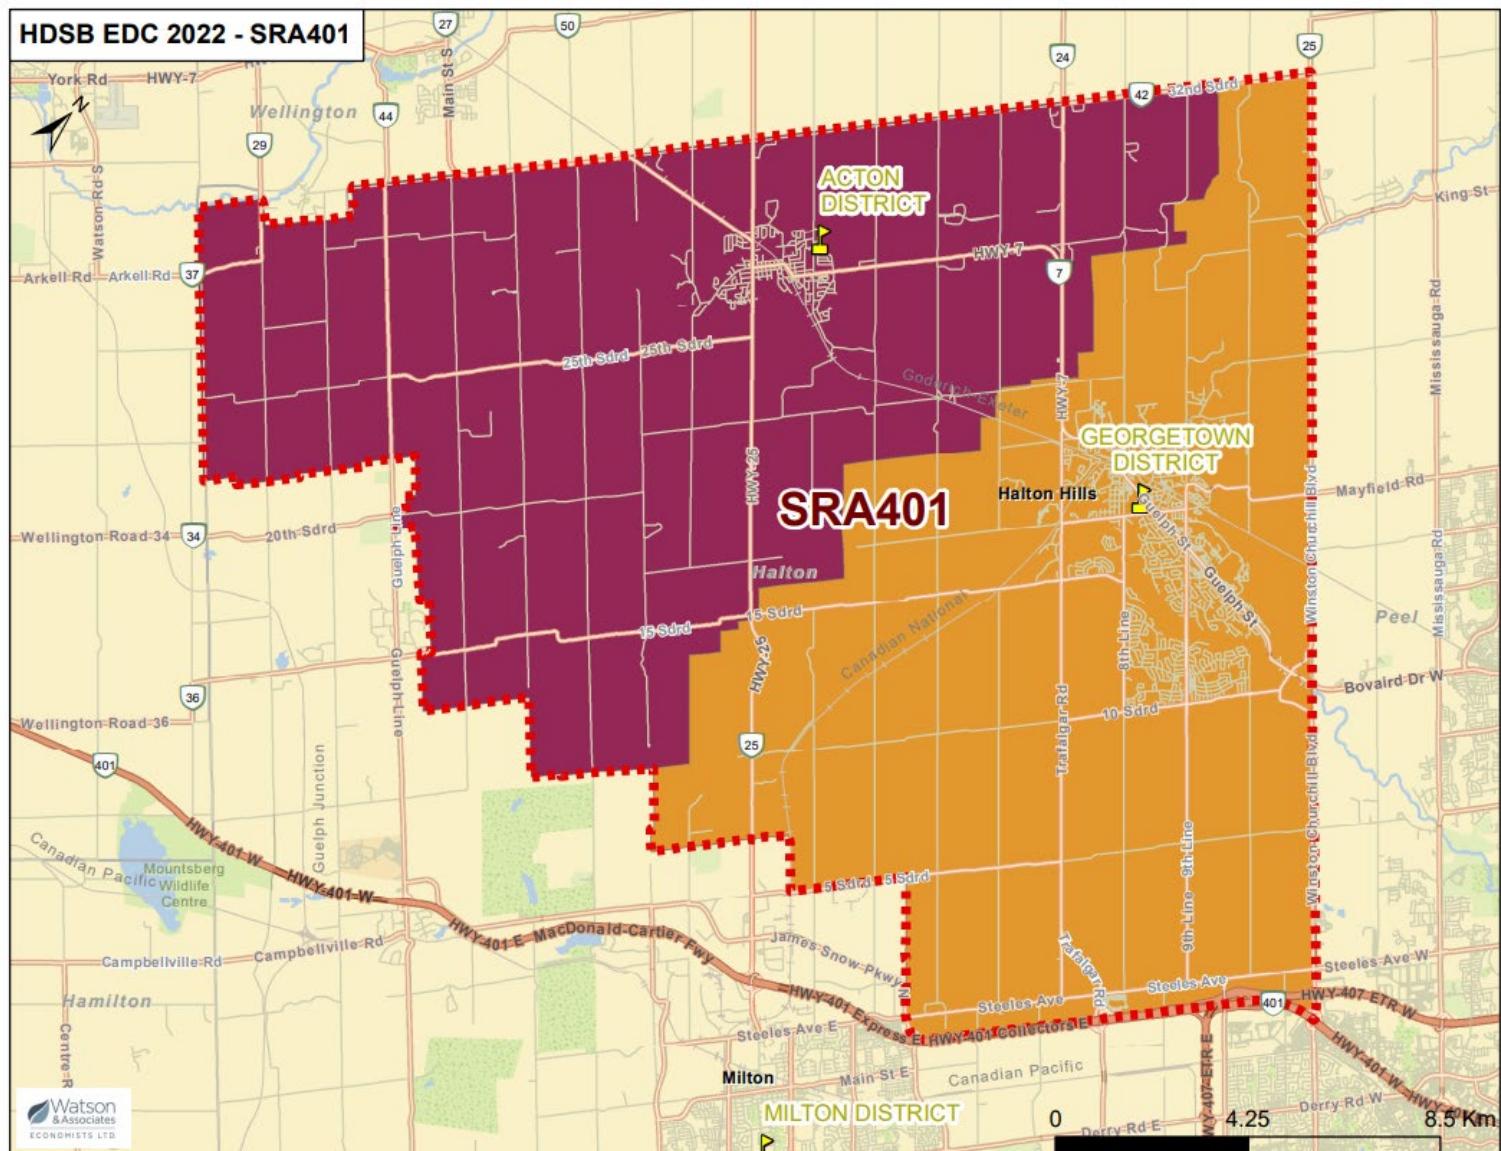 HDSB EDC 2022 - SRA401
27
50
24
25
York Rd
HWY-7
Main St S
42
32nd Sdrd
N
Wellington
44
29
Watson Rd S
ACTON
DISTRICT
King St
HWY-7
7
Arkell Rd
Arkell Rd
37
25th Sdrd
25th Sdrd
Mississauga Rd
Goderich-Exeter
HWY-7
GEORGETOWN
DISTRICT
HWY-25
Halton Hills
SRA401
Guelph St
Winston Churchill Blvd
Mayfield Rd
Wellington Road 34
34
20th Sdrd
Guelph Line
Halton
Mississauga Rd
Guelph St
15 Sdrd
15 Sdrd
Canadian National
8th Line
Peel
Guelph Line
HWY-25
36
Wellington Road 36
Trafalgar Rd
10 Sdrd
Bovaird Dr W
25
401
Guelph Junction
Winston Churchill Blvd
HWY-401 W
Canadian Pacific
Mountsberg
Wildlife
Centre
HWY-401 W
5 Sdrd
5 Sdrd
9th Line
9th Line
HWY-401 E
MacDonald-Cartier Fwy
James Snow Pkwy
N
Trafalgar Rd
Campbellville Rd
Campbellville Rd
Steeles Ave W
Hamilton
HWY-401 Express E
Steeles Ave
Steeles Ave
401
HWY-407 ETR W
Steeles Ave E
HWY-401 Collectors E
HWY-401 W
HWY-407 ETR E
Milton
Main St E
Canadian Pacific
Watson
& Associates
ECONOMISTS LTD.
MILTON DISTRICT
Derry Rd W
Derry Rd E
0
4.25
8.5 Km